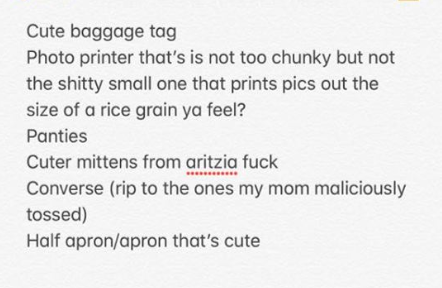 Cute baggage tag
Photo printer that's is not too chunky but not
the shitty small one that prints pics out the
size of a rice grain ya feel?
Panties
Cuter mittens from aritzia fuck
Converse (rip to the ones my mom maliciously
tossed)
Half apron/apron that's cute